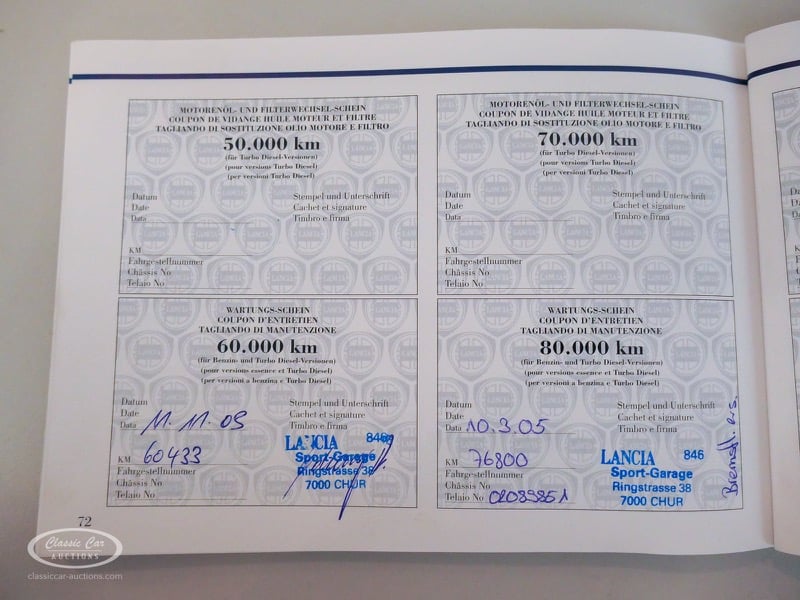 MOTORENÖL- UND FILTERWECHSEL-SCHEIN
COUPON DE VIDANGE HUILE MOTEUR ET FILTRE
TAGLIANDO DI SOSTITUZIONE OLIO MOTORE E FILTRO
50.000 km
(für Turbo Diesel-Versionen)
(pour versions Turbo Diesel)
(per versioni Turbo Diesel)
Datum
Date
Data
Stempel und Unterschrift
Cachet et signature
Timbro e firma
KM
Fahrgestellnummer
Châssis No
Telaio No
MOTORENÖL- UND FILTERWECHSEL-SCHEIN
COUPON DE VIDANGE HUILE MOTEUR ET FILTRE
TAGLIANDO DI SOSTITUZIONE OLIO MOTORE E FILTRO
70.000 km
(für Turbo Diesel-Versionen)
(pour versions Turbo Diesel)
(per versioni Turbo Diesel)
Datum
Date
Data
Stempel und Unterschrift
Cachet et signature
Timbro e firma
KM
Fahrgestellnummer
Châssis No
Telaio No
WARTUNGS-SCHEIN
COUPON D'ENTRETIEN
TAGLIANDO DI MANUTENZIONE
60.000 km
(für Benzin- und Turbo Diesel-Versionen)
(pour versions essence et Turbo Diesel)
(per versioni a benzina e Turbo Diesel)
Datum
Date
Data 11.11.03
Stempel und Unterschrift
Cachet et signature
Timbro e firma
KM 60433
Fahrgestellnummer
Châssis No
Telaio No
LANCIA 846
Sport-Garage
Ringstrasse 38
7000 CHUR
WARTUNGS-SCHEIN
COUPON D'ENTRETIEN
TAGLIANDO DI MANUTENZIONE
80.000 km
(für Benzin- und Turbo Diesel-Versionen)
(pour versions essence et Turbo Diesel)
(per versioni a benzina e Turbo Diesel)
Datum
Date
Data 10.3.05
Stempel und Unterschrift
Cachet et signature
Timbro e firma
KM 76800
Fahrgestellnummer
Châssis No
Telaio No
LANCIA 846
Sport-Garage
Ringstrasse 38
7000 CHUR
72
Classic Car
AUCTIONS
classiccar-auctions.com